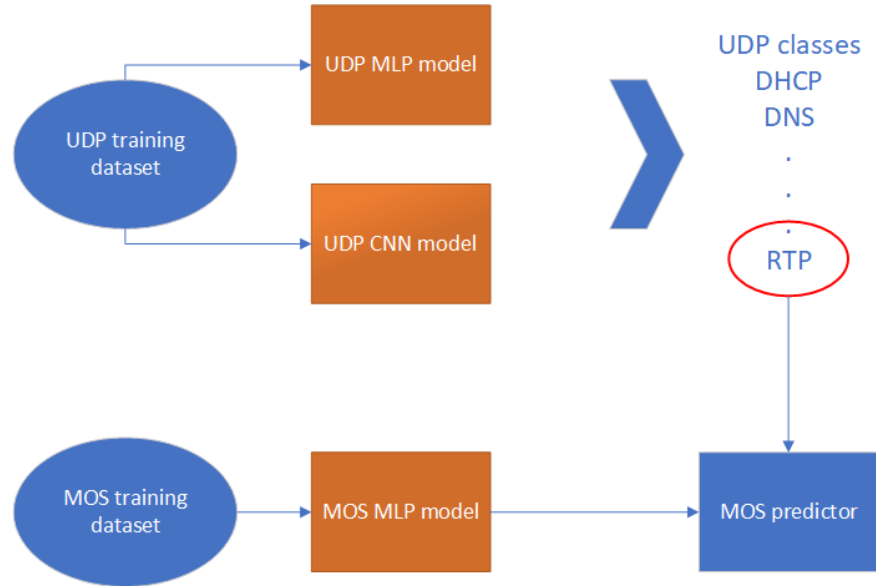 UDP MLP model
UDP training
dataset
UDP CNN model
UDP classes
DHCP
DNS
.
.
.
RTP
MOS training
dataset
MOS MLP model
MOS predictor